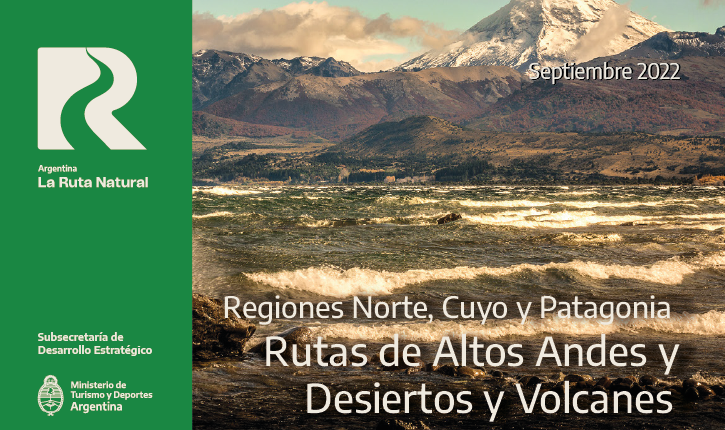 Argentina
La Ruta Natural
Subsecretaría de
Desarrollo Estratégico
Ministerio de
Turismo y Deportes
Argentina
Septiembre 2022
Regiones Norte, Cuyo y Patagonia
Rutas de Altos Andes y
Desiertos y Volcanes